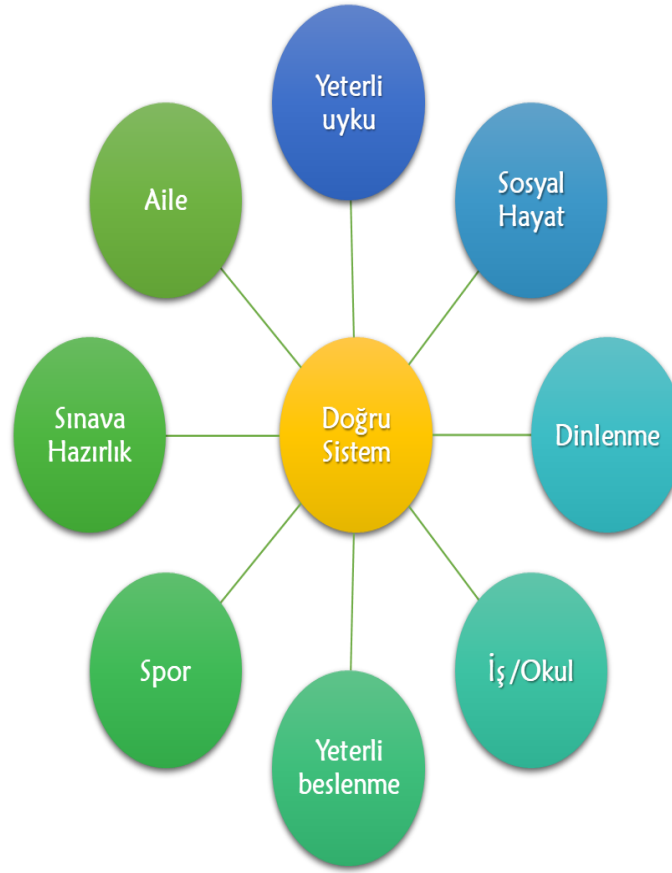 Yeterli
uyku
Sosyal
Hayat
Dinlenme
İş /Okul
Yeterli
beslenme
Spor
Sınava
Hazırlık
Aile
Doğru
Sistem